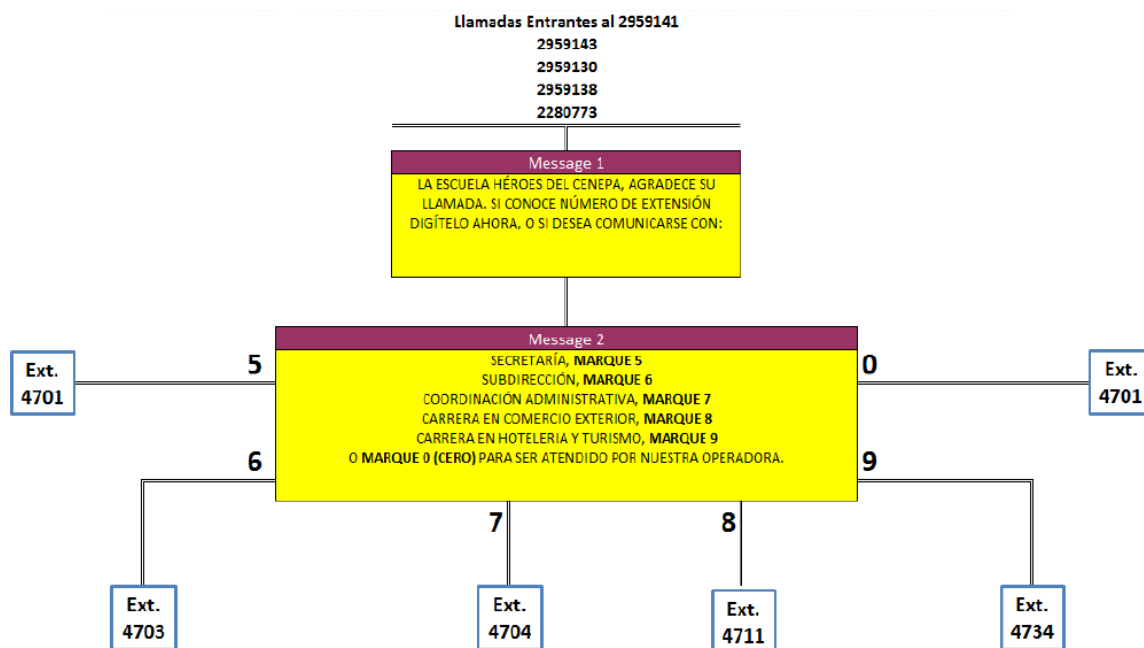 Llamadas Entrantes al 2959141
2959143
2959130
2959138
2280773
Message 1
LA ESCUELA HÉROES DEL CENEPA, AGRADECE SU
LLAMADA. SI CONOCE NÚMERO DE EXTENSIÓN
DIGÍTELO AHORA, O SI DESEA COMUNICARSE CON:
Message 2
SECRETARÍA, MARQUE 5
SUBDIRECCIÓN, MARQUE 6
COORDINACIÓN ADMINISTRATIVA, MARQUE 7
CARRERA EN COMERCIO EXTERIOR, MARQUE 8
CARRERA EN HOTELERIA Y TURISMO, MARQUE 9
O MARQUE 0 (CERO) PARA SER ATENDIDO POR NUESTRA OPERADORA.
5
Ext.
4701
0
Ext.
4701
6
9
7
8
Ext.
4703
Ext.
4704
Ext.
4711
Ext.
4734